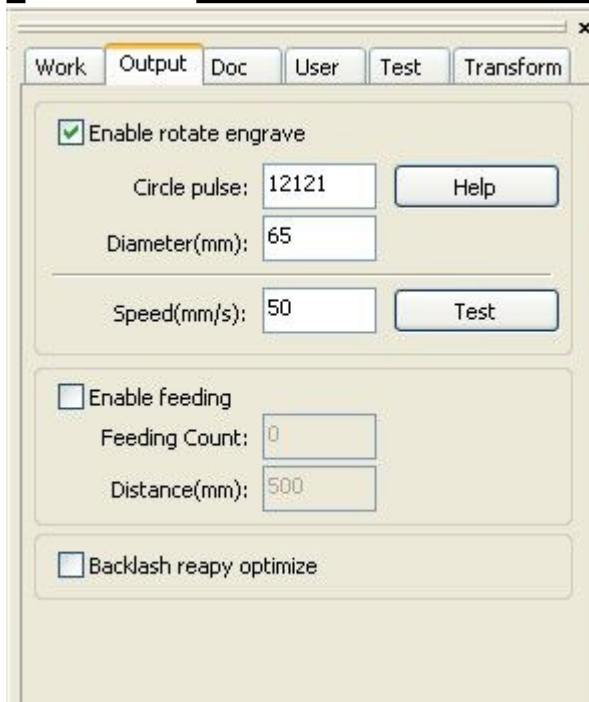 Work Output Doc User Test Transform
Enable rotate engrave
Circle pulse: 12121 Help
Diameter(mm): 65
Speed(mm/s): 50 Test
Enable feeding
Feeding Count: 0
Distance(mm): 500
Backlash reapy optimize